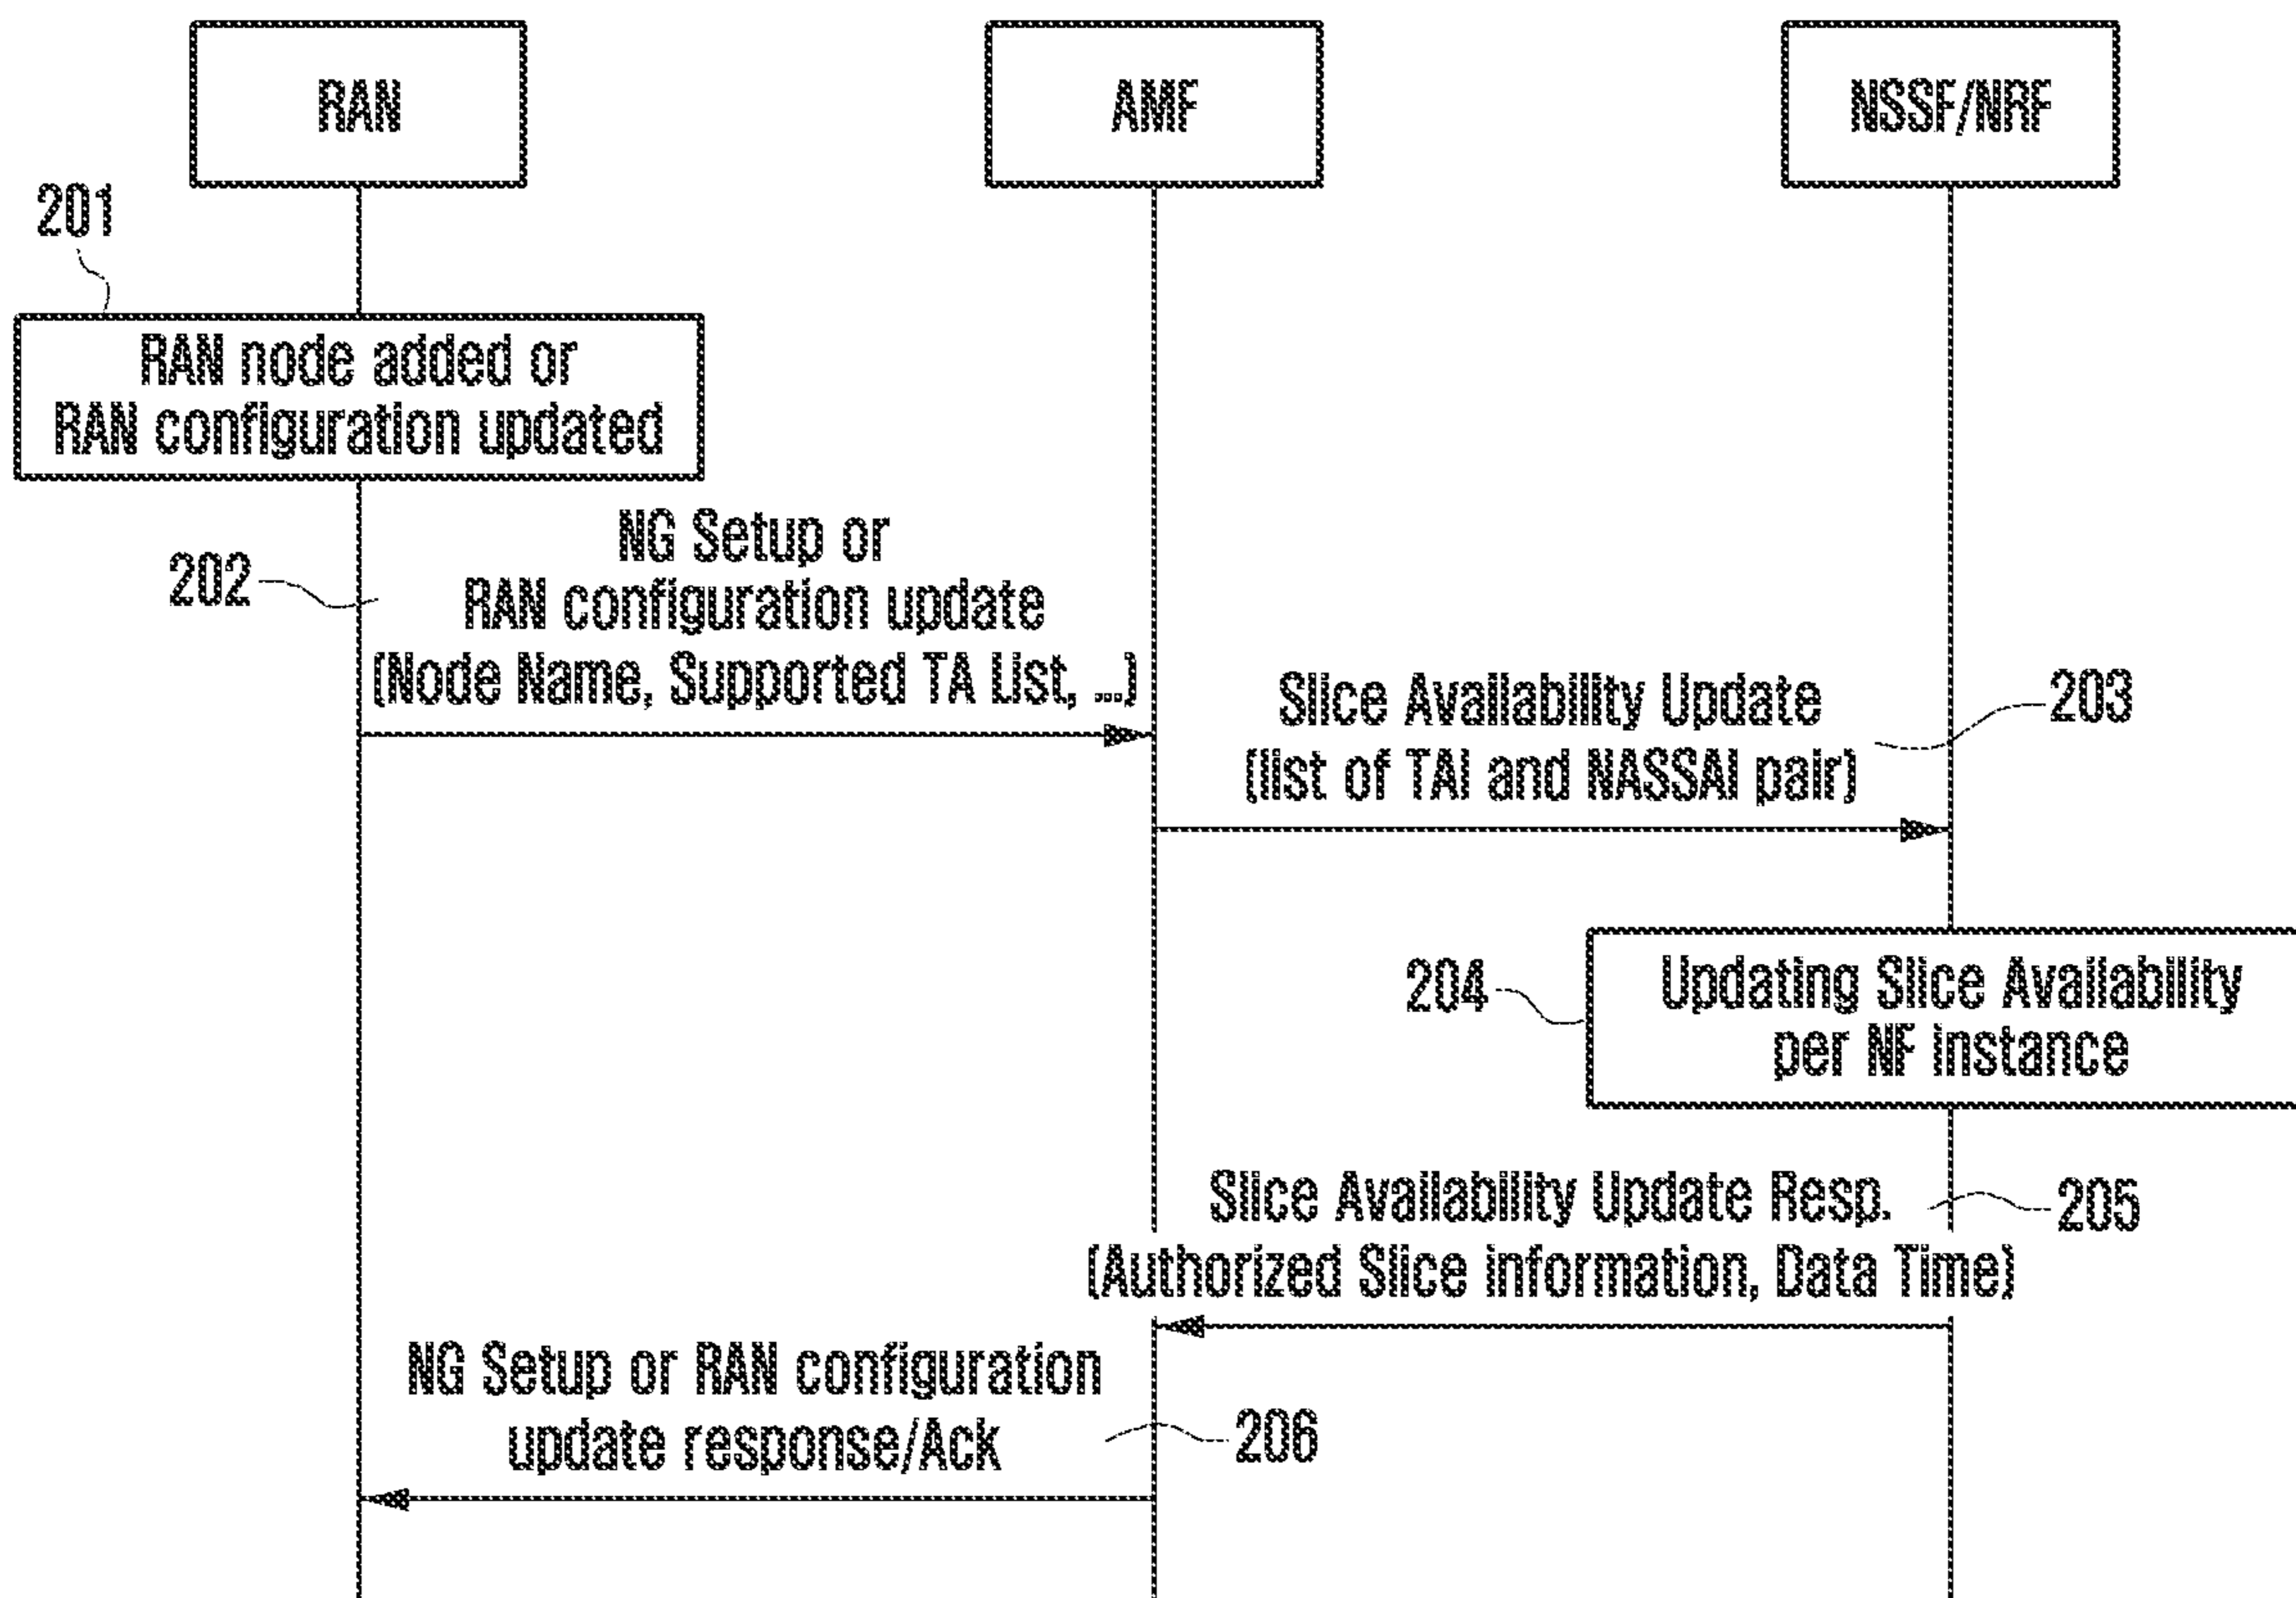 RAN
AMF
NSSF/NRF
201
RAN node added or
RAN configuration updated
202
NG Setup or
RAN configuration update
(Node Name, Supported TA List, ...)
Slice Availability Update
(list of TAI and NASSAI pair)
203
204
Updating Slice Availability
per NF instance
Slice Availability Update Resp.
(Authorized Slice information, Data Time)
205
NG Setup or RAN configuration
update response/Ack
206